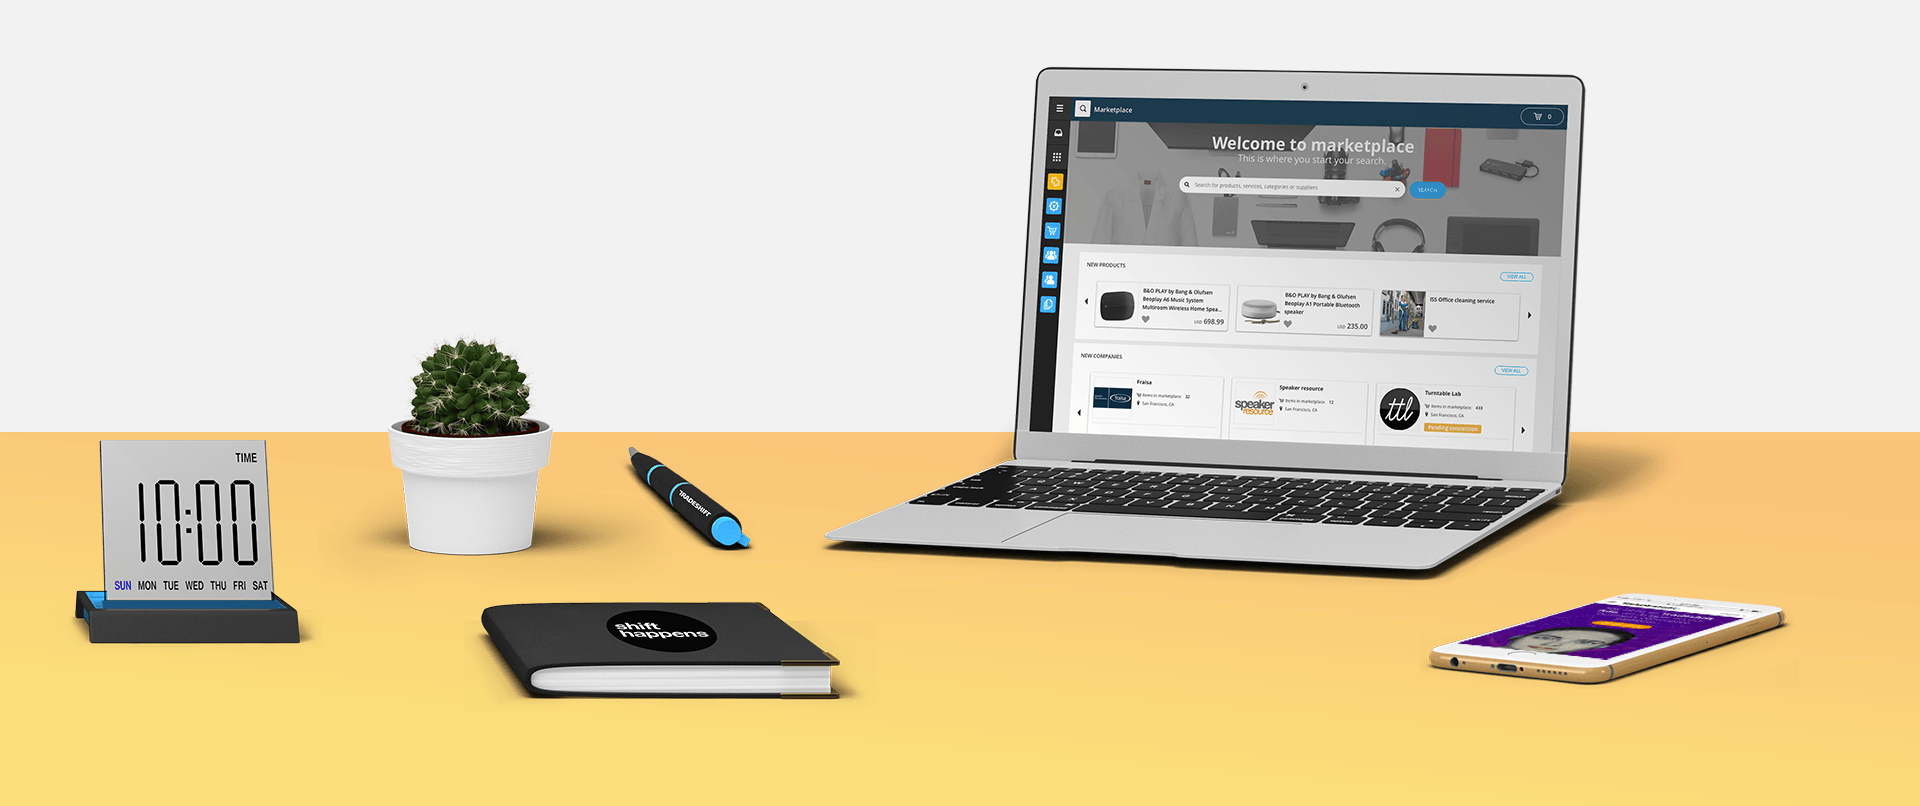 Marketplace
0
Welcome to marketplace
This is where you start your search.
Search for products, services, categories or suppliers
SEARCH
NEW PRODUCTS
VIEW ALL
B&O PLAY by Bang & Olufsen
Beoplay A6 Music System
Multiroom Wireless Home Spea...
USD 698.99
B&O PLAY by Bang & Olufsen
Beoplay A1 Portable Bluetooth
speaker
USD 235.00
ISS Office cleaning service
NEW COMPANIES
VIEW ALL
Fraisa
Items in marketplace: 32
San Francisco, CA
fraisa
Speaker resource
Items in marketplace: 12
San Francisco, CA
speaker
resource
Turntable Lab
Items in marketplace: 433
San Francisco, CA
Pending connection
ttl
TIME
10:00
SUN MON TUE WED THU FRI SAT
TRADESHIFT
shift
happens